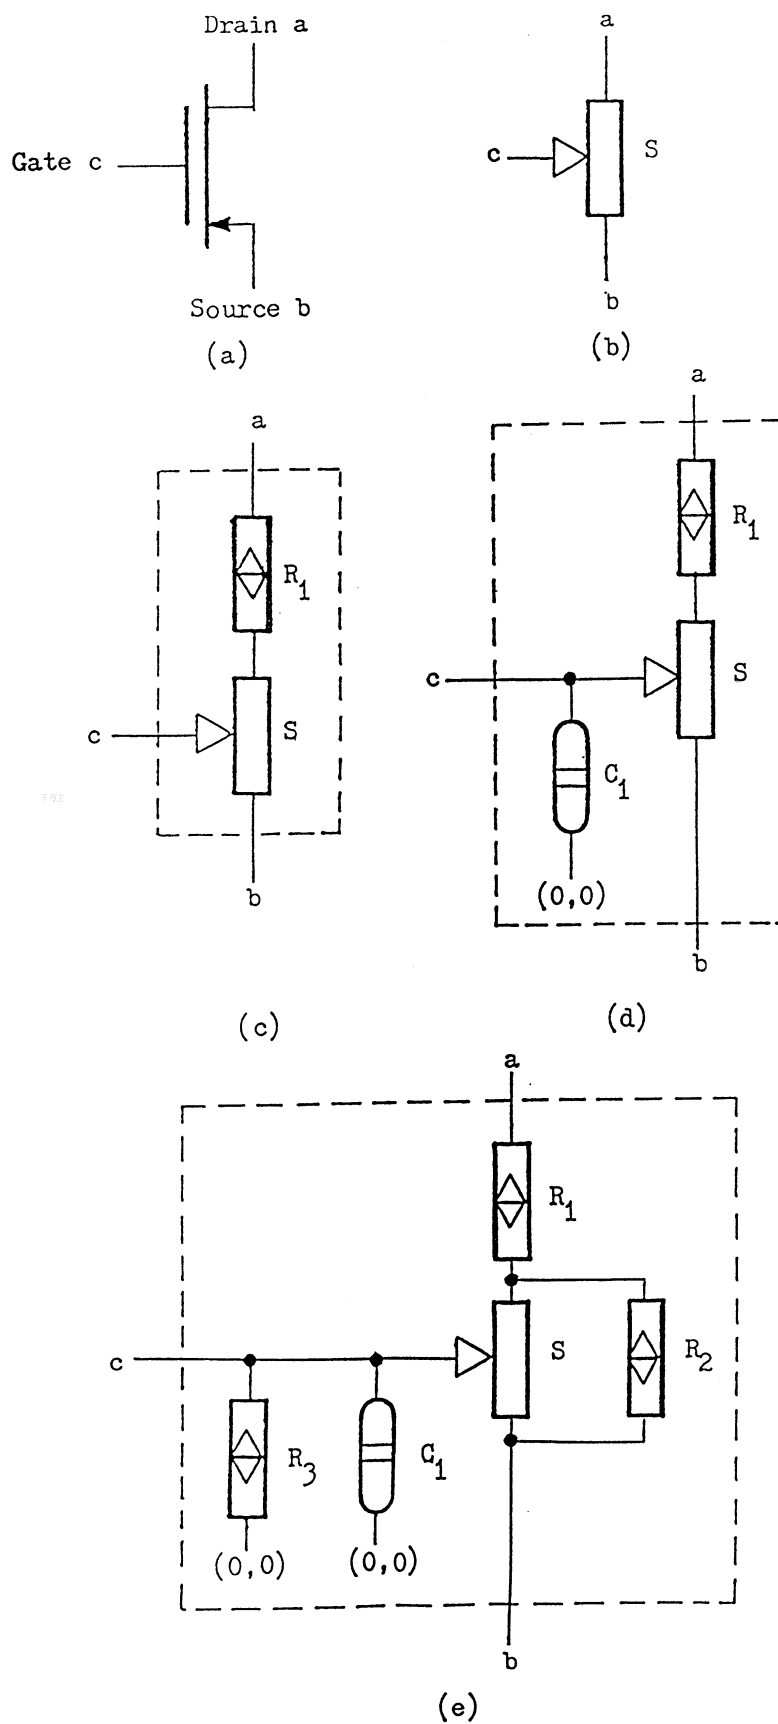 Drain a
Gate c
Source b
(a)
a
c
S
b
(b)
a
R1
c
S
b
(c)
a
R1
c
S
C1
(0,0)
b
(d)
a
R1
c
S
R2
R3
C1
(0,0)
(0,0)
b
(e)